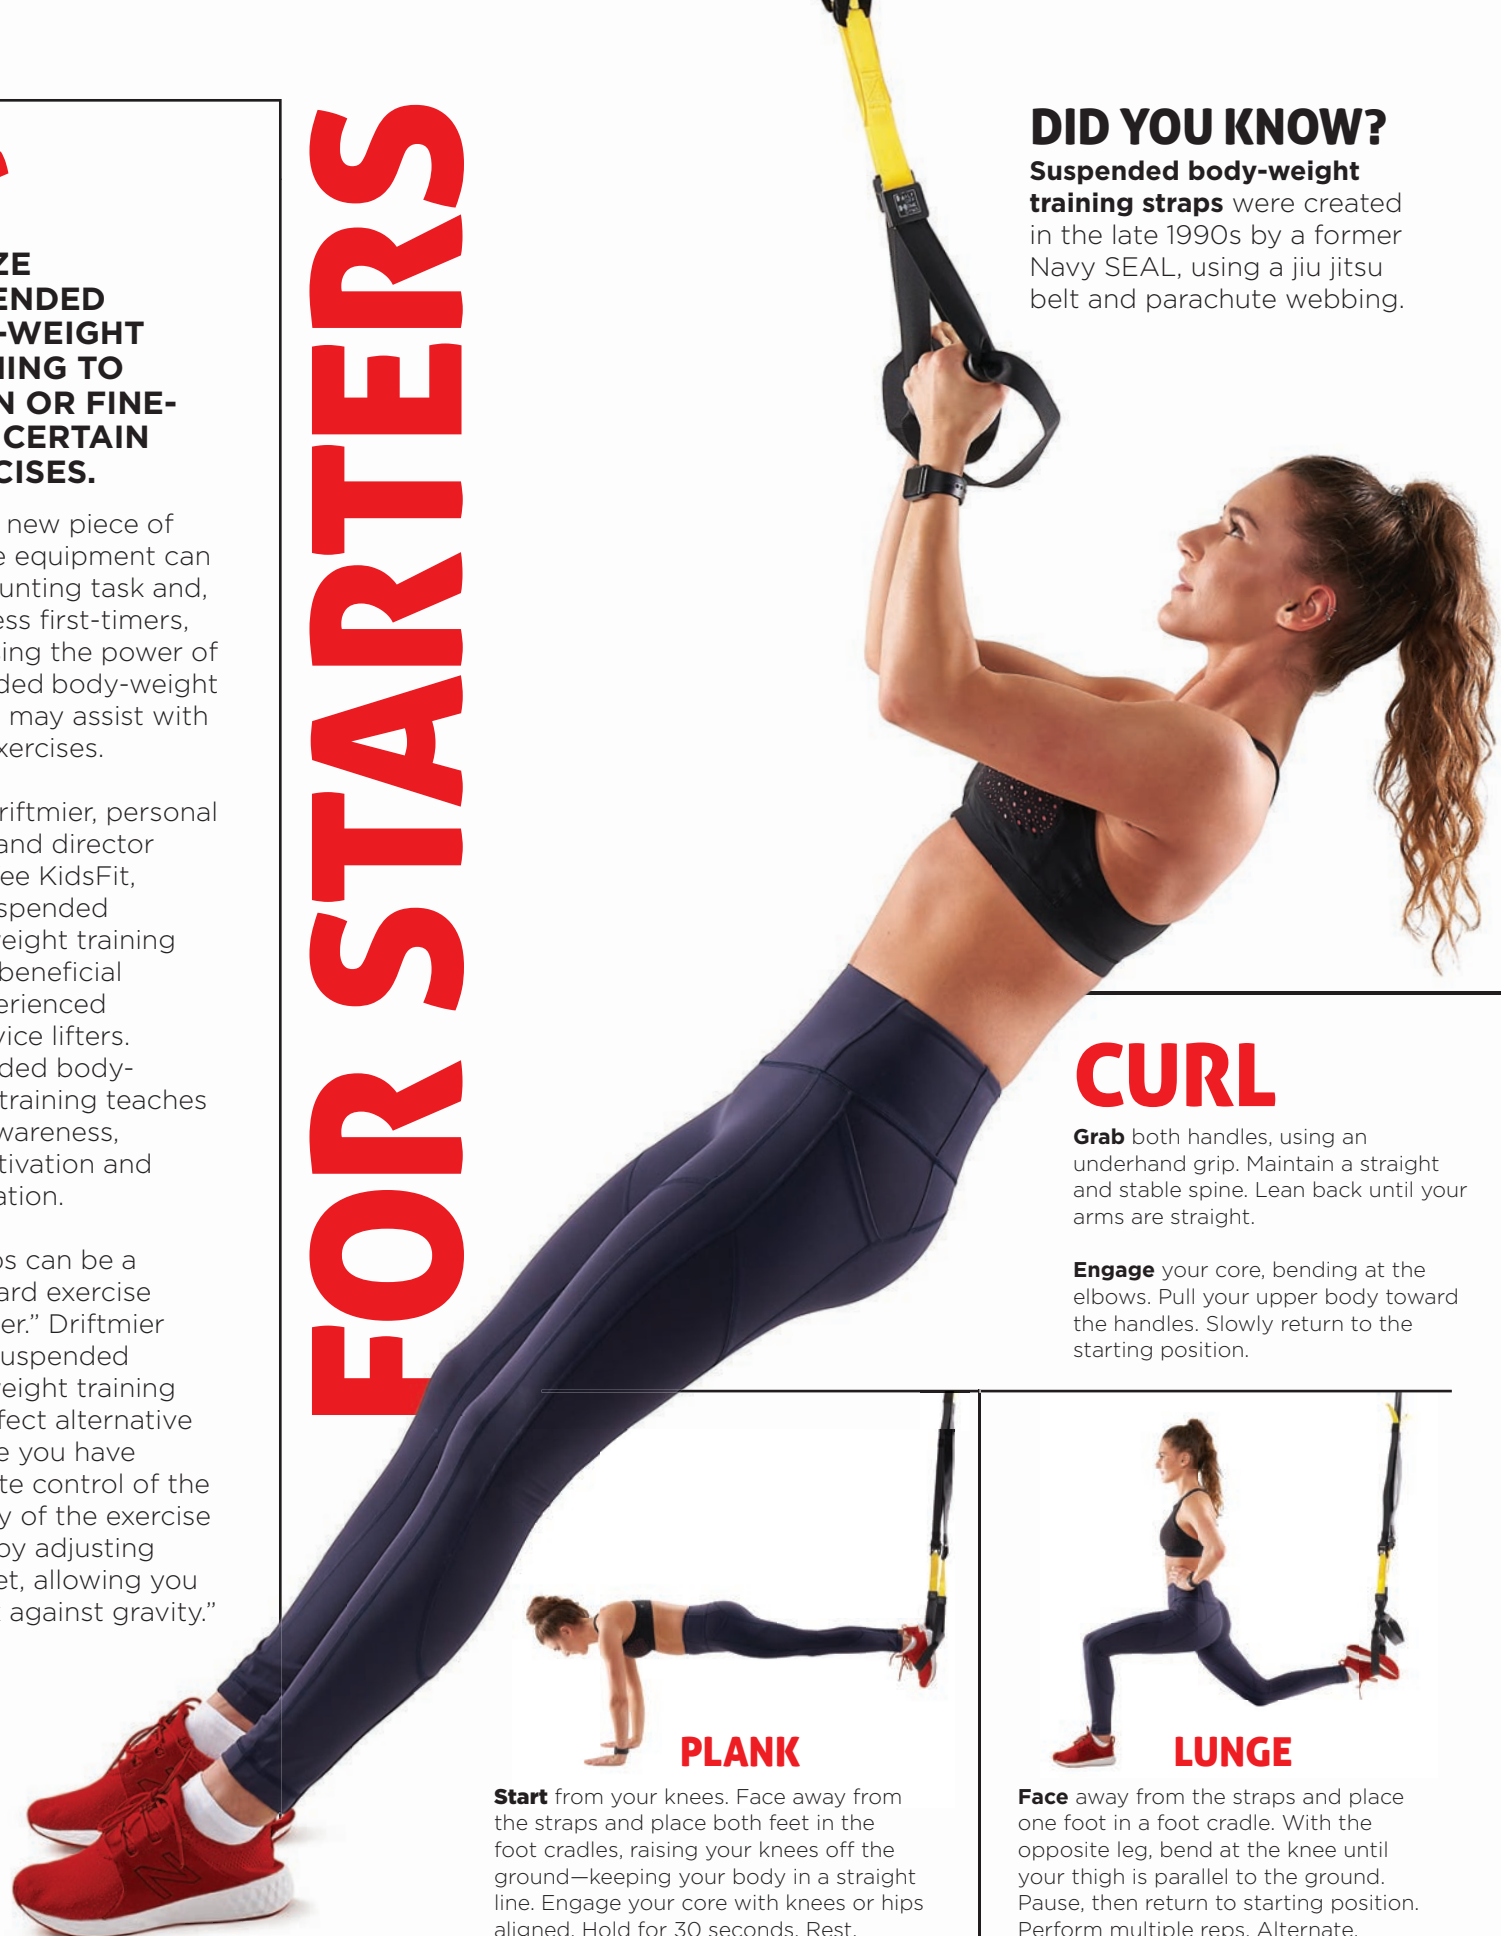 ZE
ENDED
-WEIGHT
NING TO
N OR FINE-
CERTAIN
CISES.
new piece of
e equipment can
unting task and,
ess first-timers,
ing the power of
ded body-weight
may assist with
xercises.
riftmier, personal
and director
ee KidsFit,
spended
eight training
beneficial
erienced
vice lifters.
ded body-
training teaches
wareness,
tivation and
ation.
os can be a
ard exercise
er.” Driftmier
uspended
eight training
fect alternative
e you have
te control of the
y of the exercise
by adjusting
et, allowing you
against gravity.”
FOR STARTERS
DID YOU KNOW?
Suspended body-weight
training straps were created
in the late 1990s by a former
Navy SEAL, using a jiu jitsu
belt and parachute webbing.
CURL
Grab both handles, using an
underhand grip. Maintain a straight
and stable spine. Lean back until your
arms are straight.
Engage your core, bending at the
elbows. Pull your upper body toward
the handles. Slowly return to the
starting position.
PLANK
Start from your knees. Face away from
the straps and place both feet in the
foot cradles, raising your knees off the
ground—keeping your body in a straight
line. Engage your core with knees or hips
aligned. Hold for 30 seconds. Rest.
LUNGE
Face away from the straps and place
one foot in a foot cradle. With the
opposite leg, bend at the knee until
your thigh is parallel to the ground.
Pause, then return to starting position.
Perform multiple reps. Alternate.